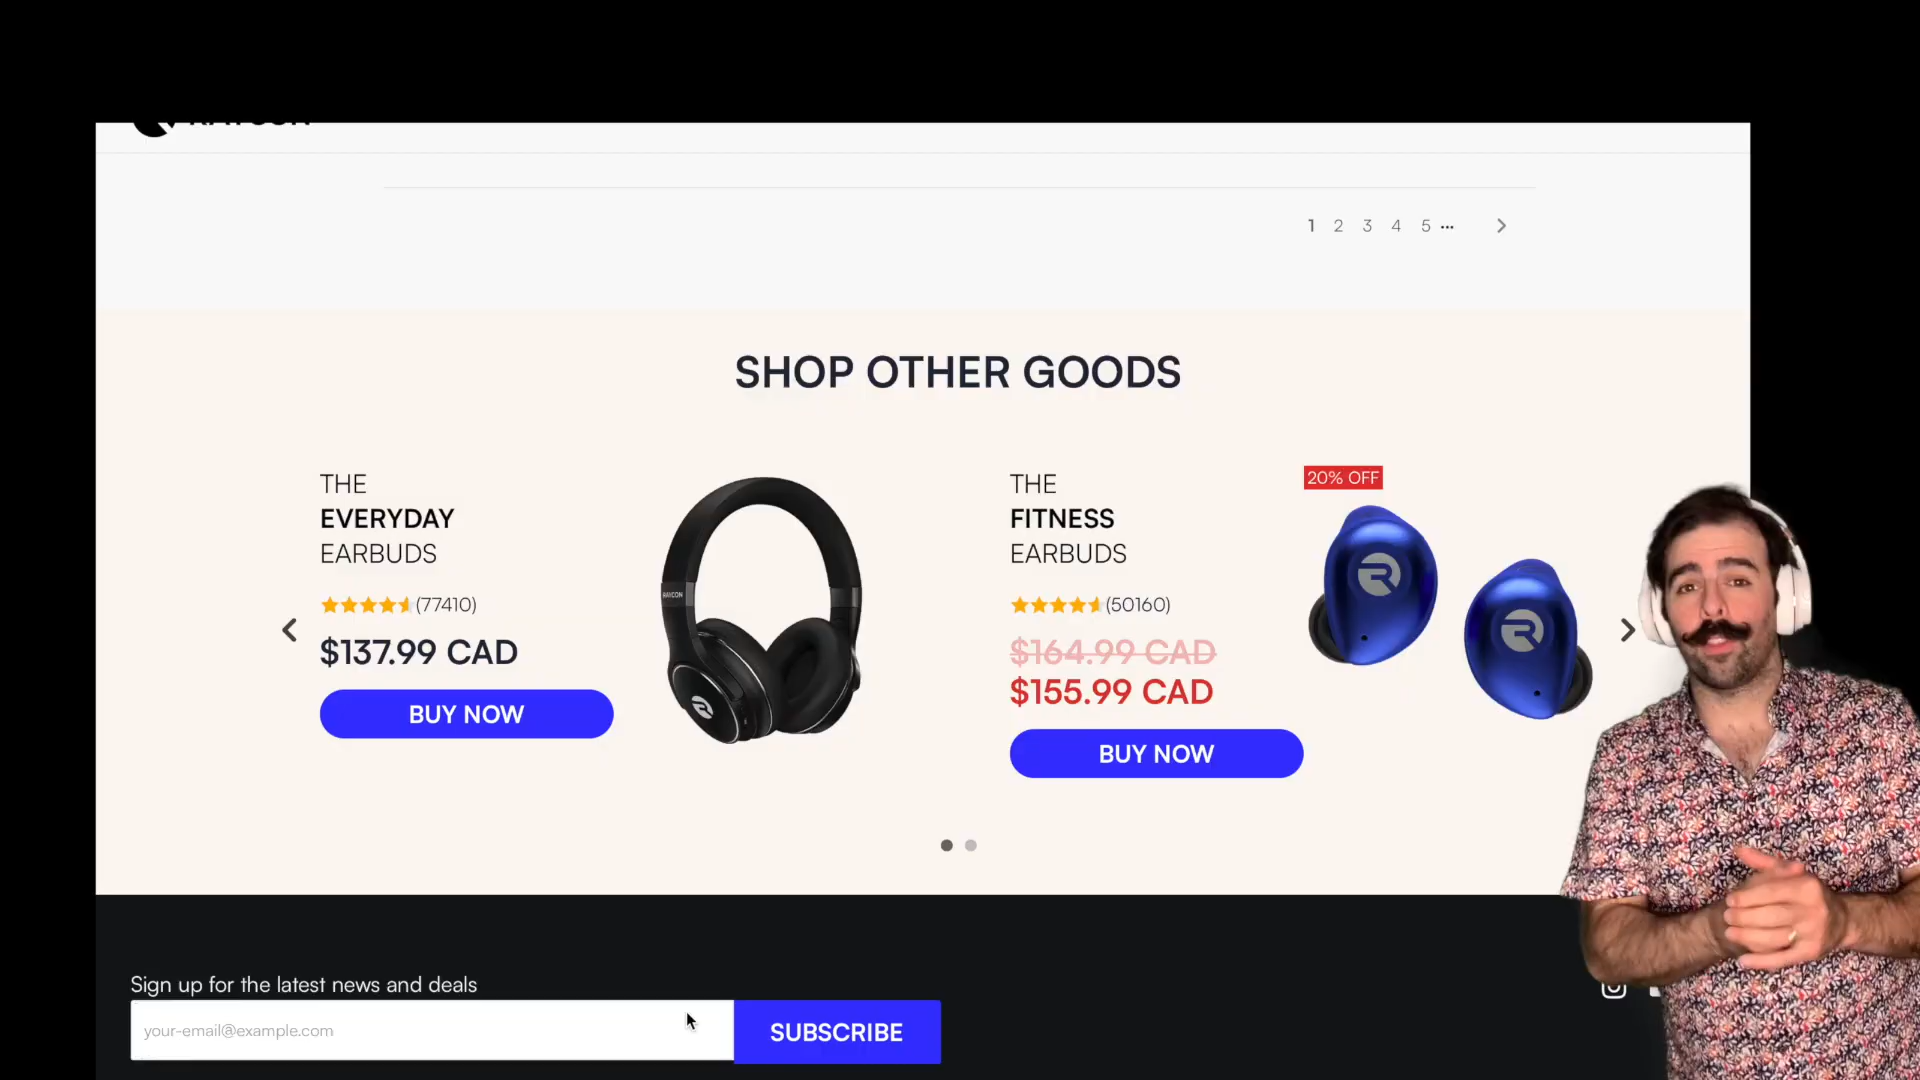 RAYCON
1 2 3 4 5 ...
SHOP OTHER GOODS
THE
EVERYDAY
EARBUDS
(77410)
$137.99 CAD
BUY NOW
RAYCON
THE
FITNESS
EARBUDS
(50160)
$164.99 CAD
$155.99 CAD
BUY NOW
20% OFF
Sign up for the latest news and deals
your-email@example.com
SUBSCRIBE